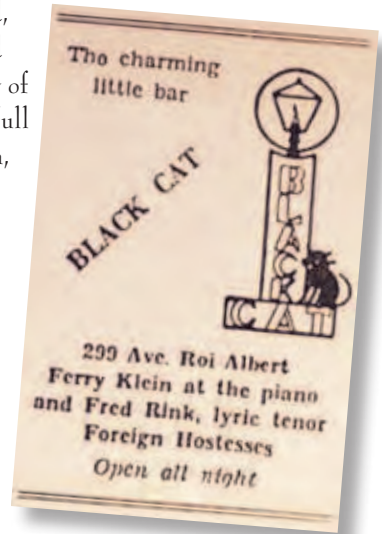 of
The charming
little bar
BLACK CAT
BLACK
CAT
299 Ave. Roi Albert
Ferry Klein at the piano
and Fred Rink, lyric tenor
Foreign Hostesses
Open all night